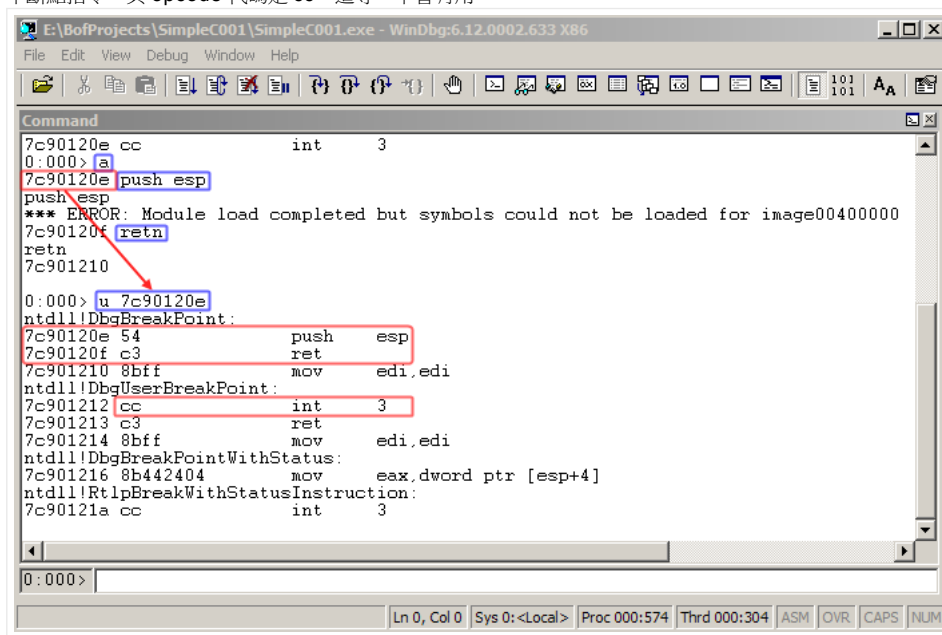 E:\BofProjects\SimpleC001\SimpleC001.exe - WinDbg:6.12.0002.633 X86
File Edit View Debug Window Help
Command
7c90120e cc int 3
0:000> a
7c90120e push esp
push esp
*** ERROR: Module load completed but symbols could not be loaded for image00400000
7c90120f retn
retn
7c901210
0:000> u 7c90120e
ntdll!DbgBreakPoint:
7c90120e 54 push esp
7c90120f c3 ret
7c901210 8bff mov edi,edi
ntdll!DbgUserBreakPoint:
7c901212 cc int 3
7c901213 c3 ret
7c901214 8bff mov edi,edi
ntdll!DbgBreakPointWithStatus:
7c901216 8b442404 mov eax,dword ptr [esp+4]
ntdll!RtlpBreakWithStatusInstruction:
7c90121a cc int 3
0:000>
Ln 0, Col 0 Sys 0:<Local> Proc 000:574 Thrd 000:304 ASM OVR CAPS NUM